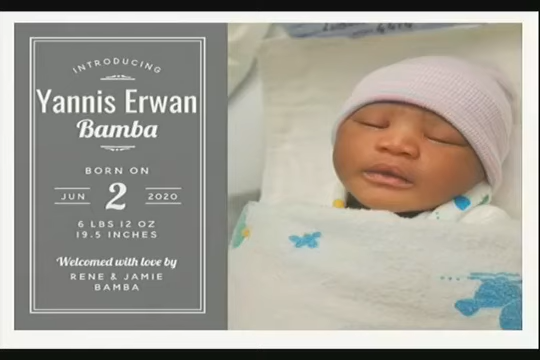 INTRODUCING
Yannis Erwan
Bamba
BORN ON
JUN 2 2020
6 LBS 12 OZ
19.5 INCHES
Welcomed with love by
RENE & JAMIE
BAMBA